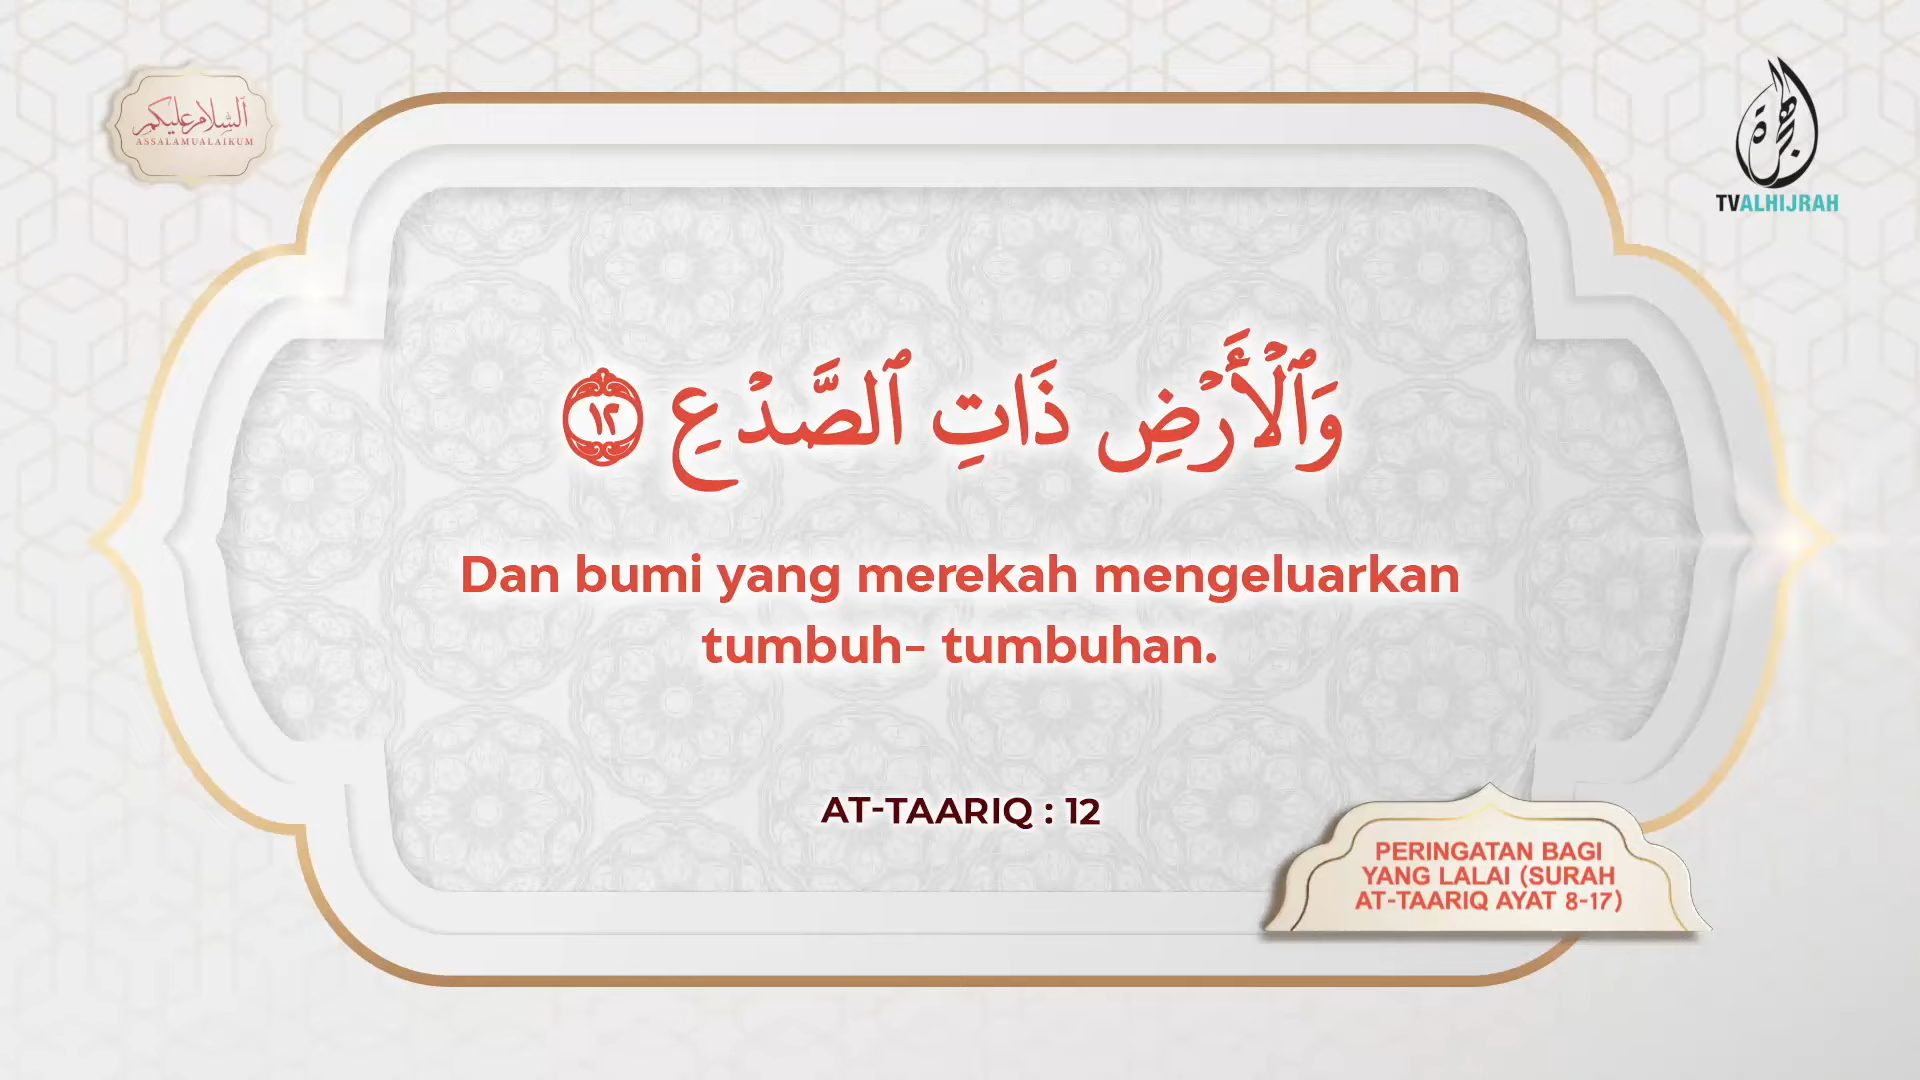 السلام عليكم
ASSALAMUALAIKUM
الهجرة
TVALHIJRAH
وَٱلْأَرْضِ ذَاتِ ٱلصَّدْعِ ١٢
Dan bumi yang merekah mengeluarkan
tumbuh- tumbuhan.
AT-TAARIQ : 12
PERINGATAN BAGI
YANG LALAI (SURAH
AT-TAARIQ AYAT 8-17)